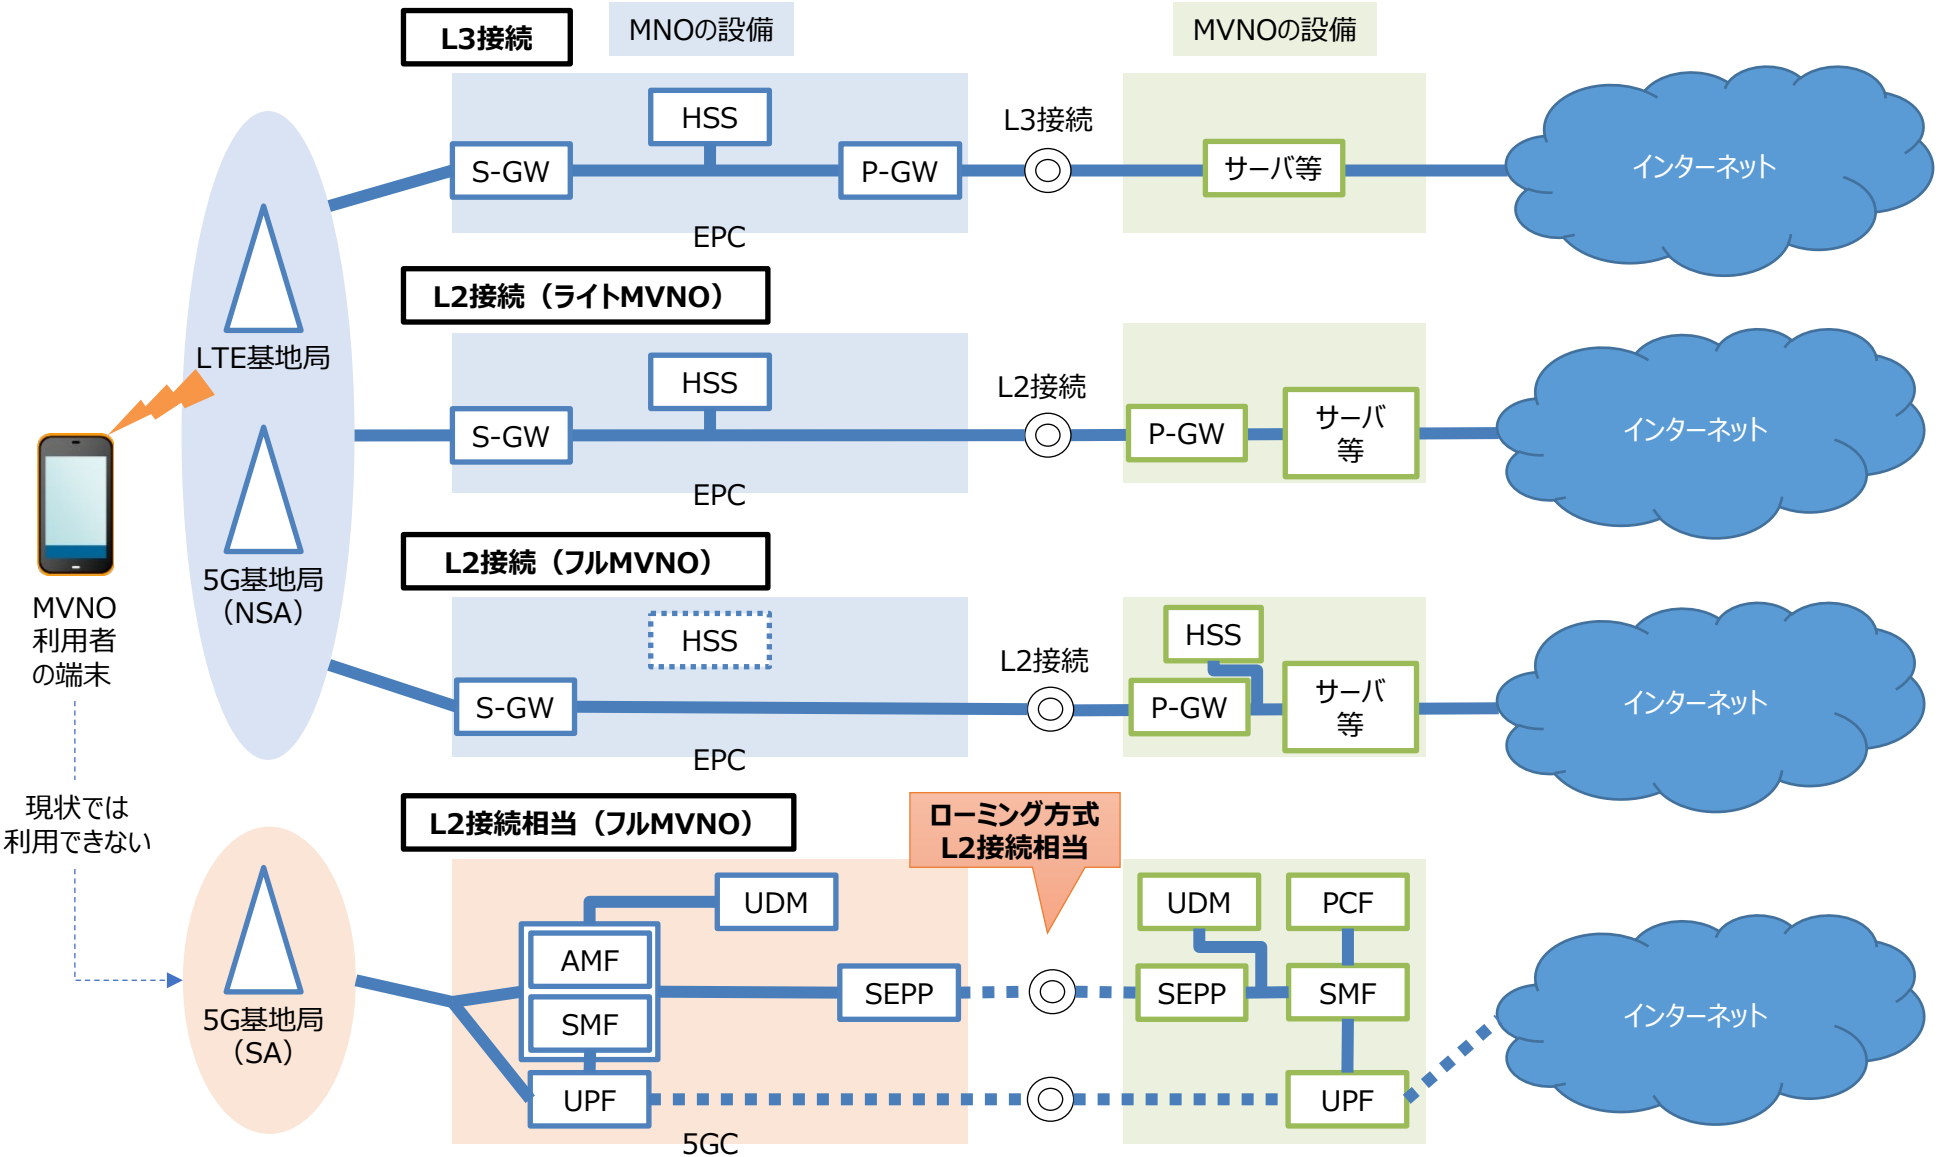 L3接続
MNOの設備
MVNOの設備
HSS
S-GW
P-GW
L3接続
サーバ等
インターネット
EPC
L2接続（ライトMVNO）
LTE基地局
HSS
S-GW
L2接続
P-GW
サーバ
等
インターネット
EPC
L2接続（フルMVNO）
5G基地局
（NSA）
MVNO
利用者
の端末
HSS
S-GW
L2接続
HSS
P-GW
サーバ
等
インターネット
EPC
現状では
利用できない
L2接続相当（フルMVNO）
ローミング方式
L2接続相当
UDM
AMF
SMF
SEPP
UPF
UDM
PCF
SEPP
SMF
UPF
インターネット
5G基地局
（SA）
5GC